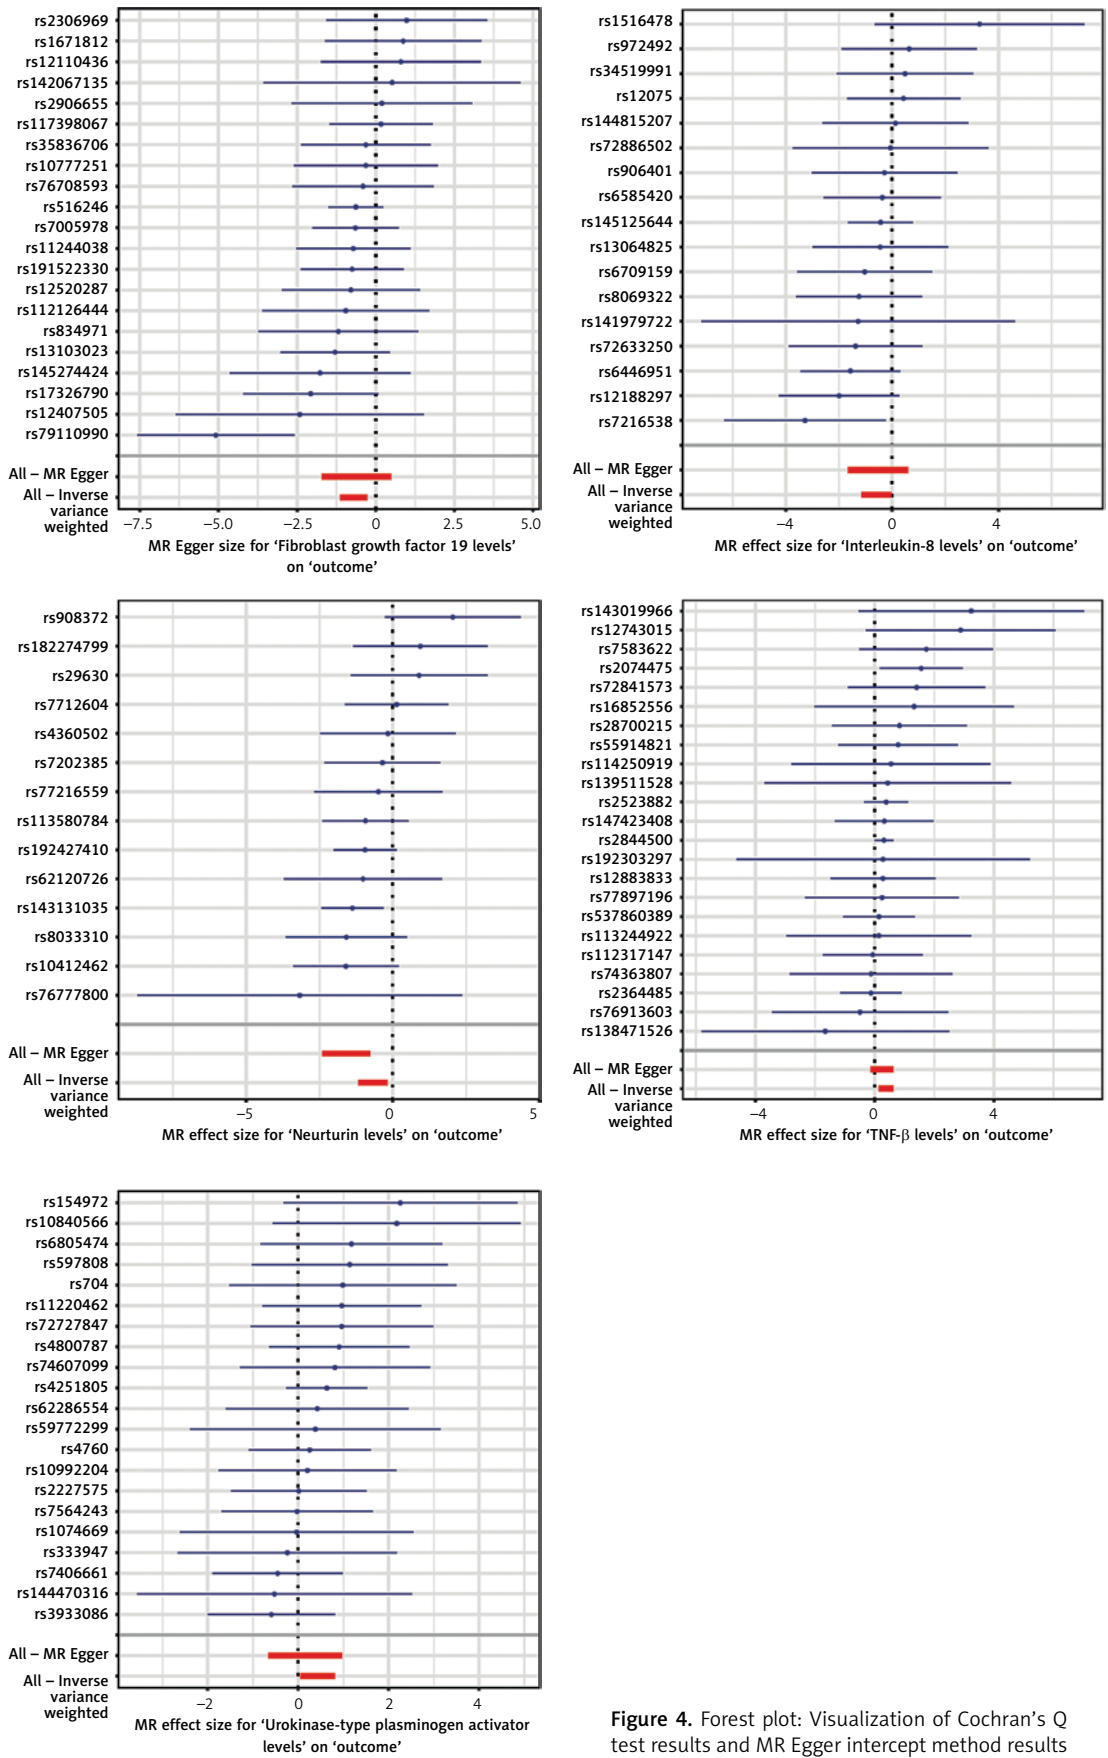 rs2306969
rs1671812
rs12110436
rs142067135
rs2906655
rs117398067
rs35836706
rs10777251
rs76708593
rs516246
rs7005978
rs11244038
rs191522330
rs12520287
rs112126444
rs834971
rs13103023
rs145274424
rs17326790
rs12407505
rs79110990
All – MR Egger
All – Inverse
variance
weighted
−7.5 −5.0 −2.5 0 2.5 5.0
MR Egger size for ‘Fibroblast growth factor 19 levels’
on ‘outcome’
rs1516478
rs972492
rs34519991
rs12075
rs144815207
rs72886502
rs906401
rs6585420
rs145125644
rs13064825
rs6709159
rs8069322
rs141979722
rs72633250
rs6446951
rs12188297
rs7216538
All – MR Egger
All – Inverse
variance
weighted
−4 0 4
MR effect size for ‘Interleukin-8 levels’ on ‘outcome’
rs908372
rs182274799
rs29630
rs7712604
rs4360502
rs7202385
rs77216559
rs113580784
rs192427410
rs62120726
rs143131035
rs8033310
rs10412462
rs76777800
All – MR Egger
All – Inverse
variance
weighted
−5 0 5
MR effect size for ‘Neurturin levels’ on ‘outcome’
rs143019966
rs12743015
rs7583622
rs2074475
rs72841573
rs16852556
rs28700215
rs55914821
rs114250919
rs139511528
rs2523882
rs147423408
rs2844500
rs192303297
rs12883833
rs77897196
rs537860389
rs113244922
rs112317147
rs74363807
rs2364485
rs76913603
rs138471526
All – MR Egger
All – Inverse
variance
weighted
−4 0 4
MR effect size for ‘TNF-β levels’ on ‘outcome’
rs154972
rs10840566
rs6805474
rs597808
rs704
rs11220462
rs72727847
rs4800787
rs74607099
rs4251805
rs62286554
rs59772299
rs4760
rs10992204
rs2227575
rs7564243
rs1074669
rs333947
rs7406661
rs144470316
rs3933086
All – MR Egger
All – Inverse
variance
weighted
−2 0 2 4
MR effect size for ‘Urokinase-type plasminogen activator
levels’ on ‘outcome’
Figure 4. Forest plot: Visualization of Cochran’s Q
test results and MR Egger intercept method results